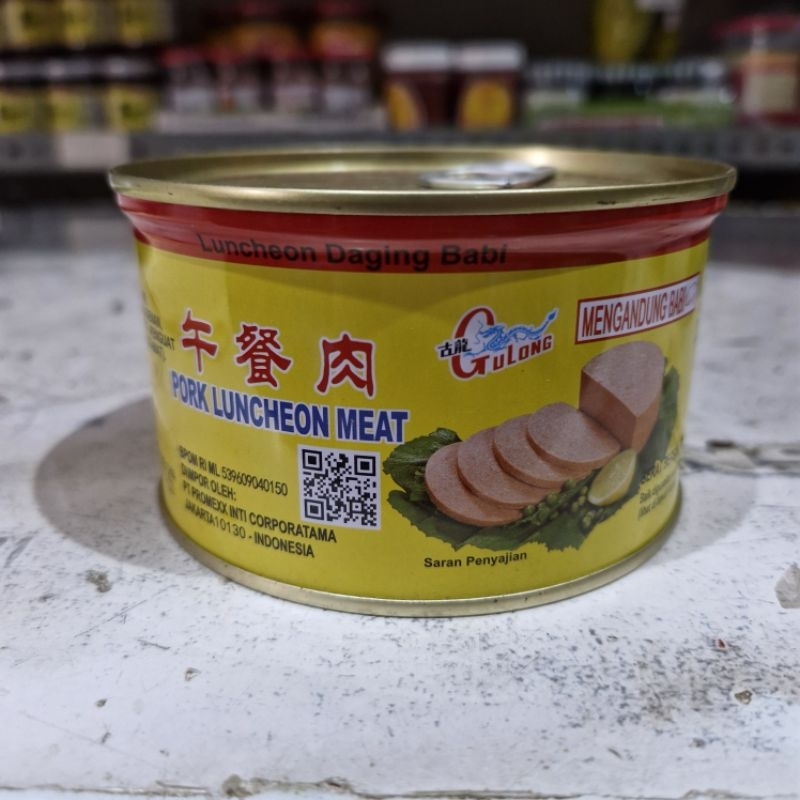 Luncheon Daging Babi
午餐肉
PORK LUNCHEON MEAT
古龍
GULONG
MENGANDUNG BABI
BPOM RI ML 539609040150
DIIMPOR OLEH:
PT PROMEXX INTI CORPORATAMA
JAKARTA 10130 - INDONESIA
Saran Penyajian